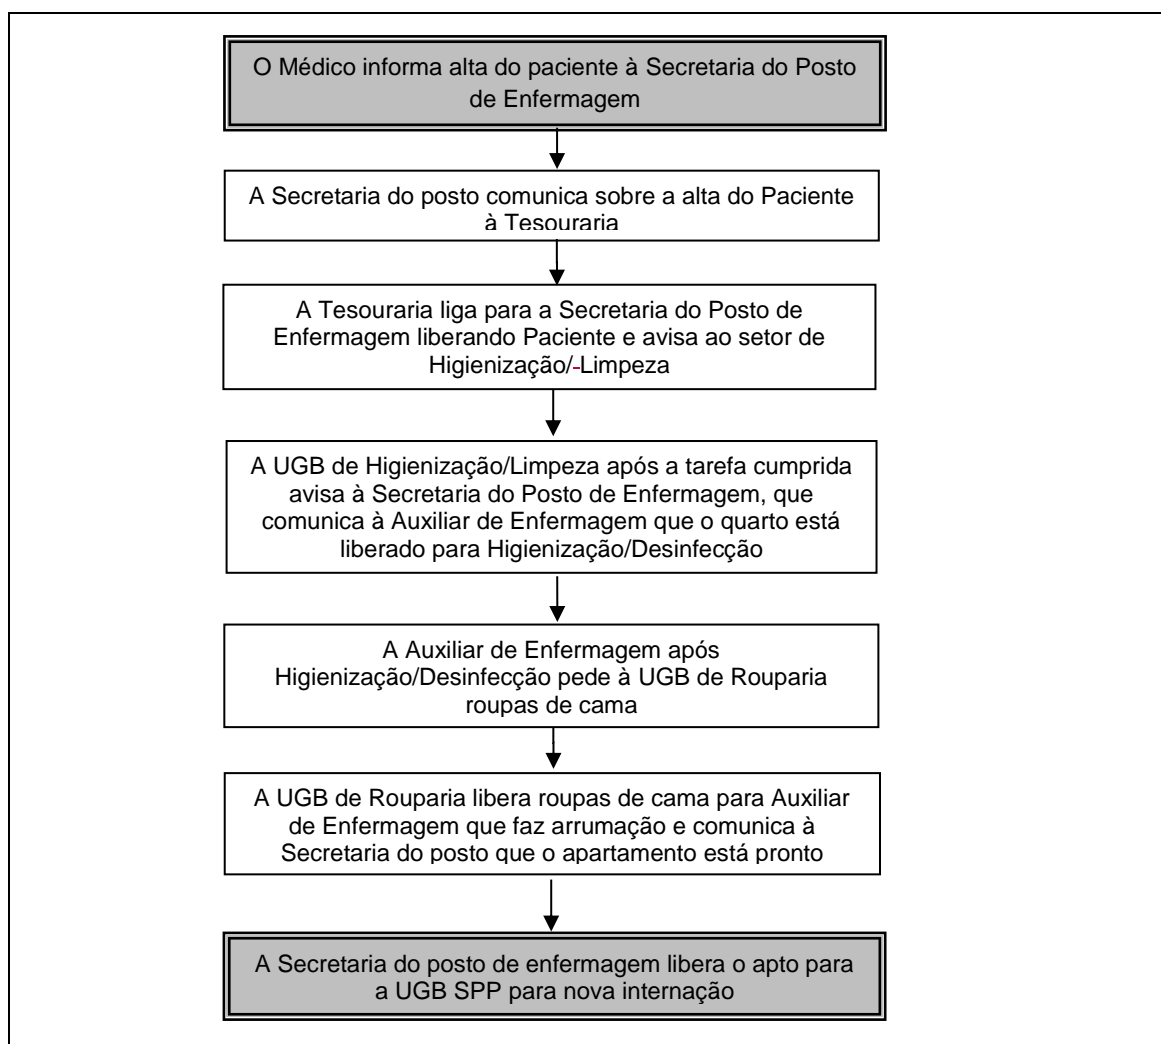 O Médico informa alta do paciente à Secretaria do Posto
de Enfermagem
A Secretaria do posto comunica sobre a alta do Paciente
à Tesouraria
A Tesouraria liga para a Secretaria do Posto de
Enfermagem liberando Paciente e avisa ao setor de
Higienização/-Limpeza
A UGB de Higienização/Limpeza após a tarefa cumprida
avisa à Secretaria do Posto de Enfermagem, que
comunica à Auxiliar de Enfermagem que o quarto está
liberado para Higienização/Desinfecção
A Auxiliar de Enfermagem após
Higienização/Desinfecção pede à UGB de Rouparia
roupas de cama
A UGB de Rouparia libera roupas de cama para Auxiliar
de Enfermagem que faz arrumação e comunica à
Secretaria do posto que o apartamento está pronto
A Secretaria do posto de enfermagem libera o apto para
a UGB SPP para nova internação